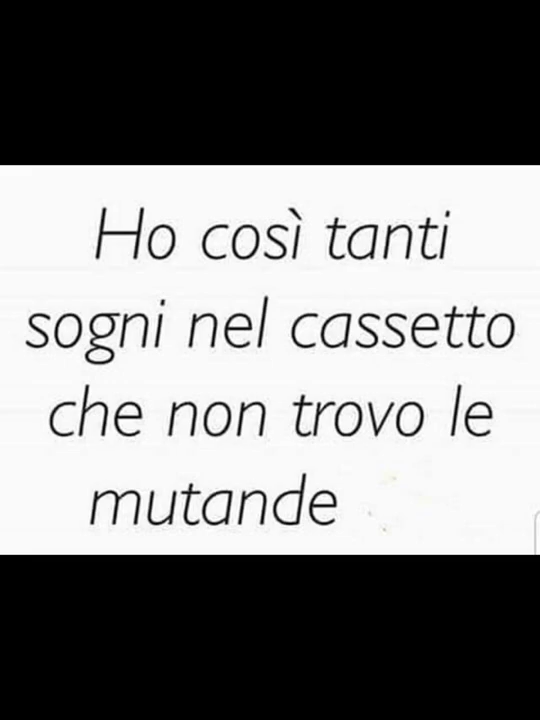 Ho così tanti
sogni nel cassetto
che non trovo le
mutande